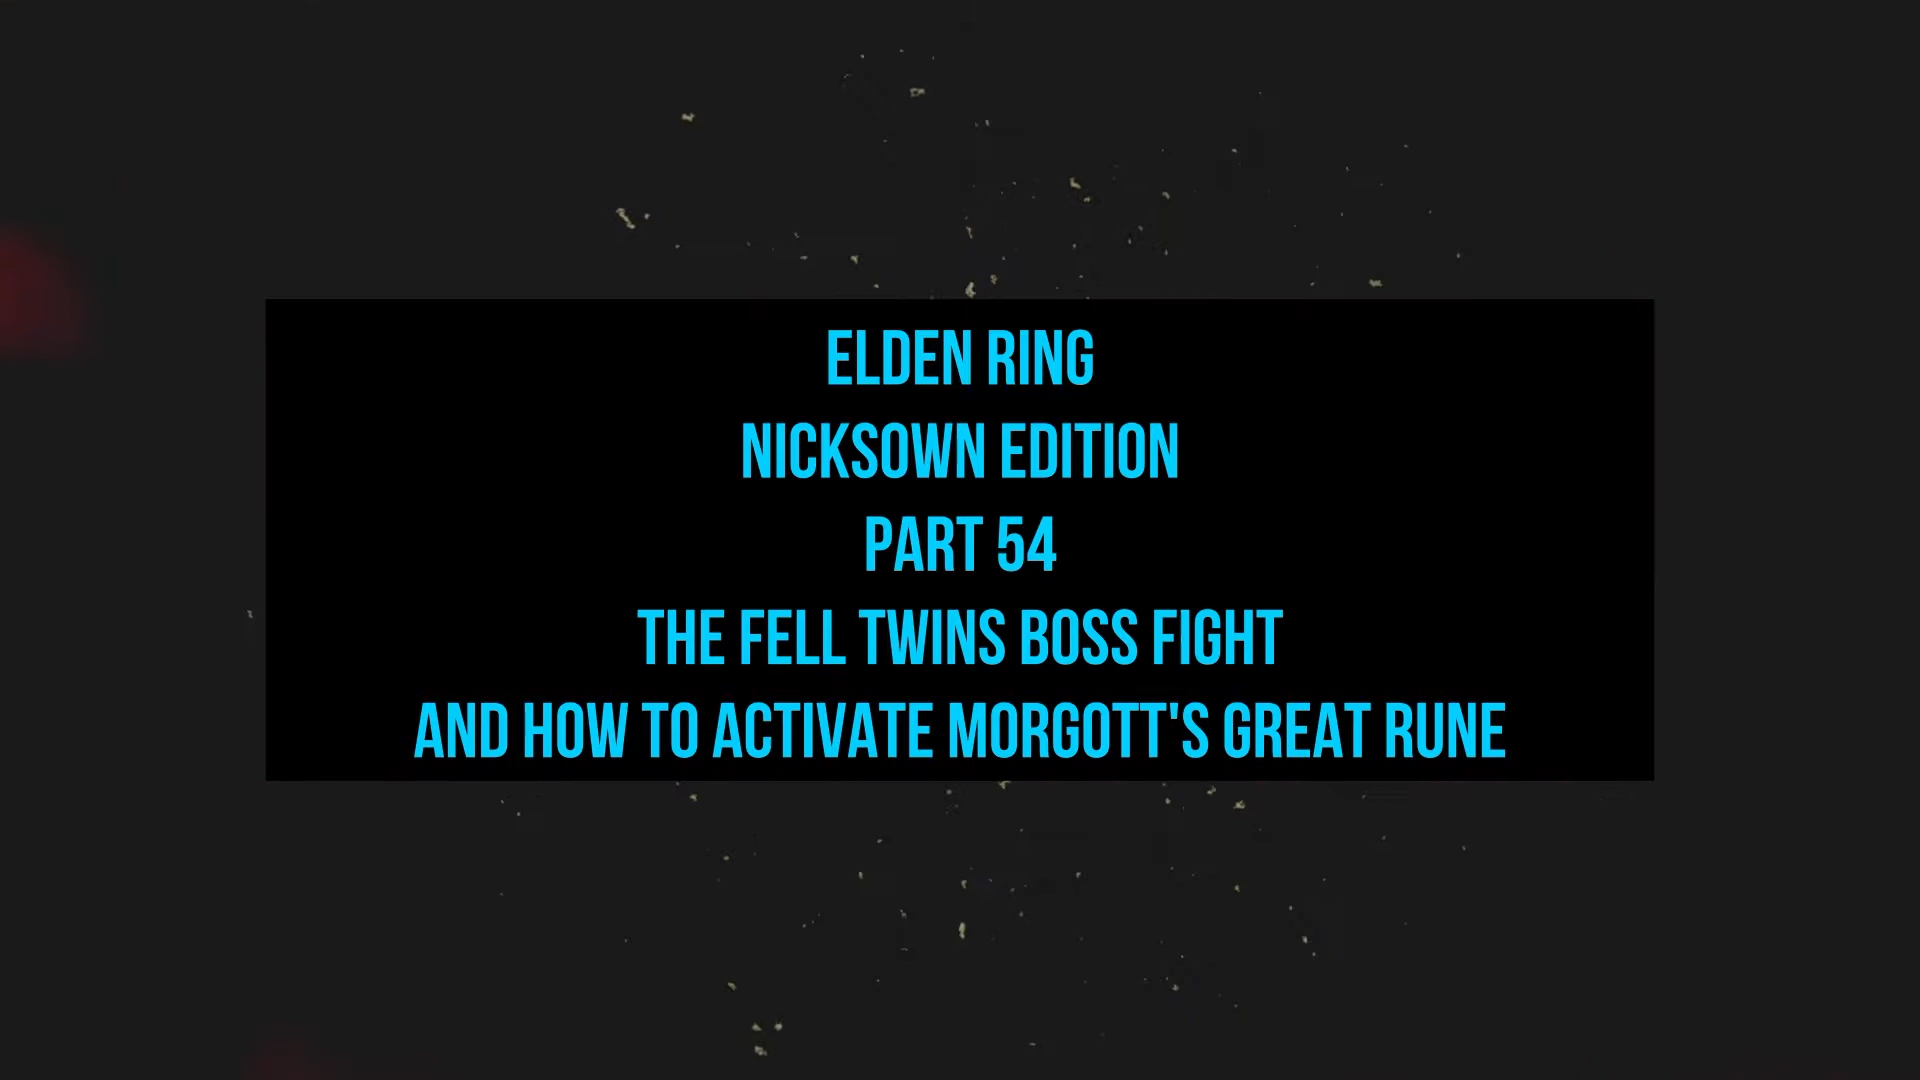 ELDEN RING
NICKSOWN EDITION
PART 54
THE FELL TWINS BOSS FIGHT
AND HOW TO ACTIVATE MORGOTT'S GREAT RUNE